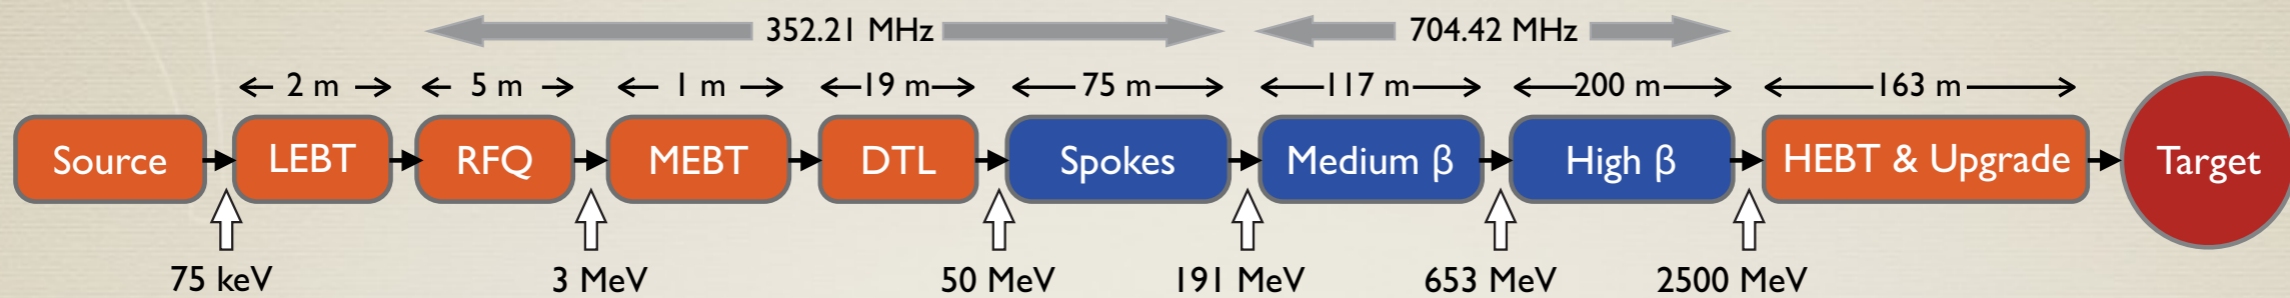 352.21 MHz 704.42 MHz
2 m 5 m 1 m 19 m 75 m 117 m 200 m 163 m
Source LEBT RFQ MEBT DTL Spokes Medium β High β HEBT & Upgrade Target
75 keV 3 MeV 50 MeV 191 MeV 653 MeV 2500 MeV